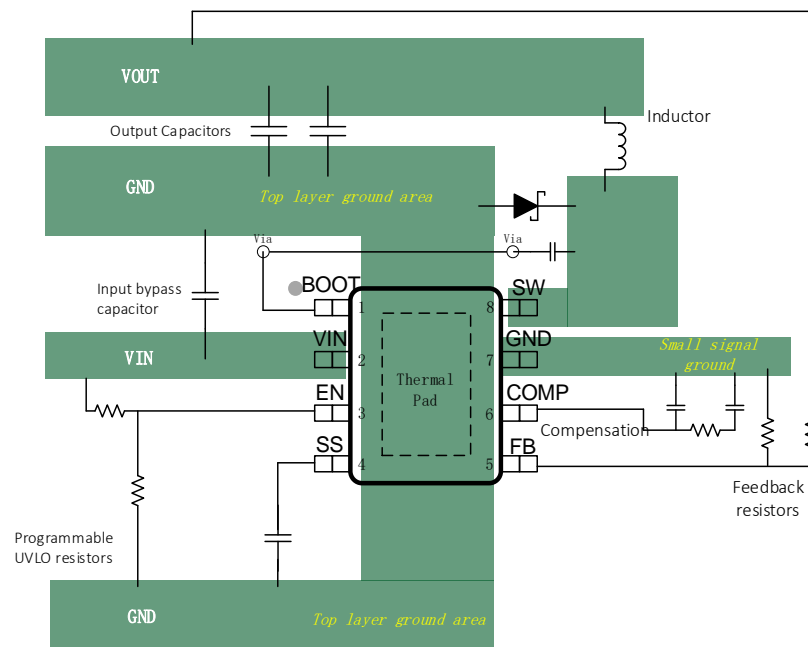 VOUT
Inductor
Output Capacitors
GND
Top layer ground area
Via
Via
BOOT
SW
Input bypass
capacitor
1
8
VIN
VIN
GND
Small signal
ground
2
7
Thermal
Pad
EN
COMP
3
6
Compensation
SS
FB
4
5
Feedback
resistors
Programmable
UVLO resistors
GND
Top layer ground area